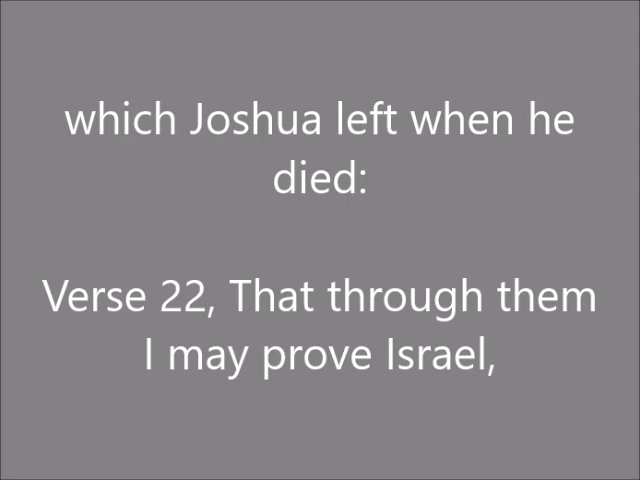 which Joshua left when he
died:
Verse 22, That through them
I may prove Israel,